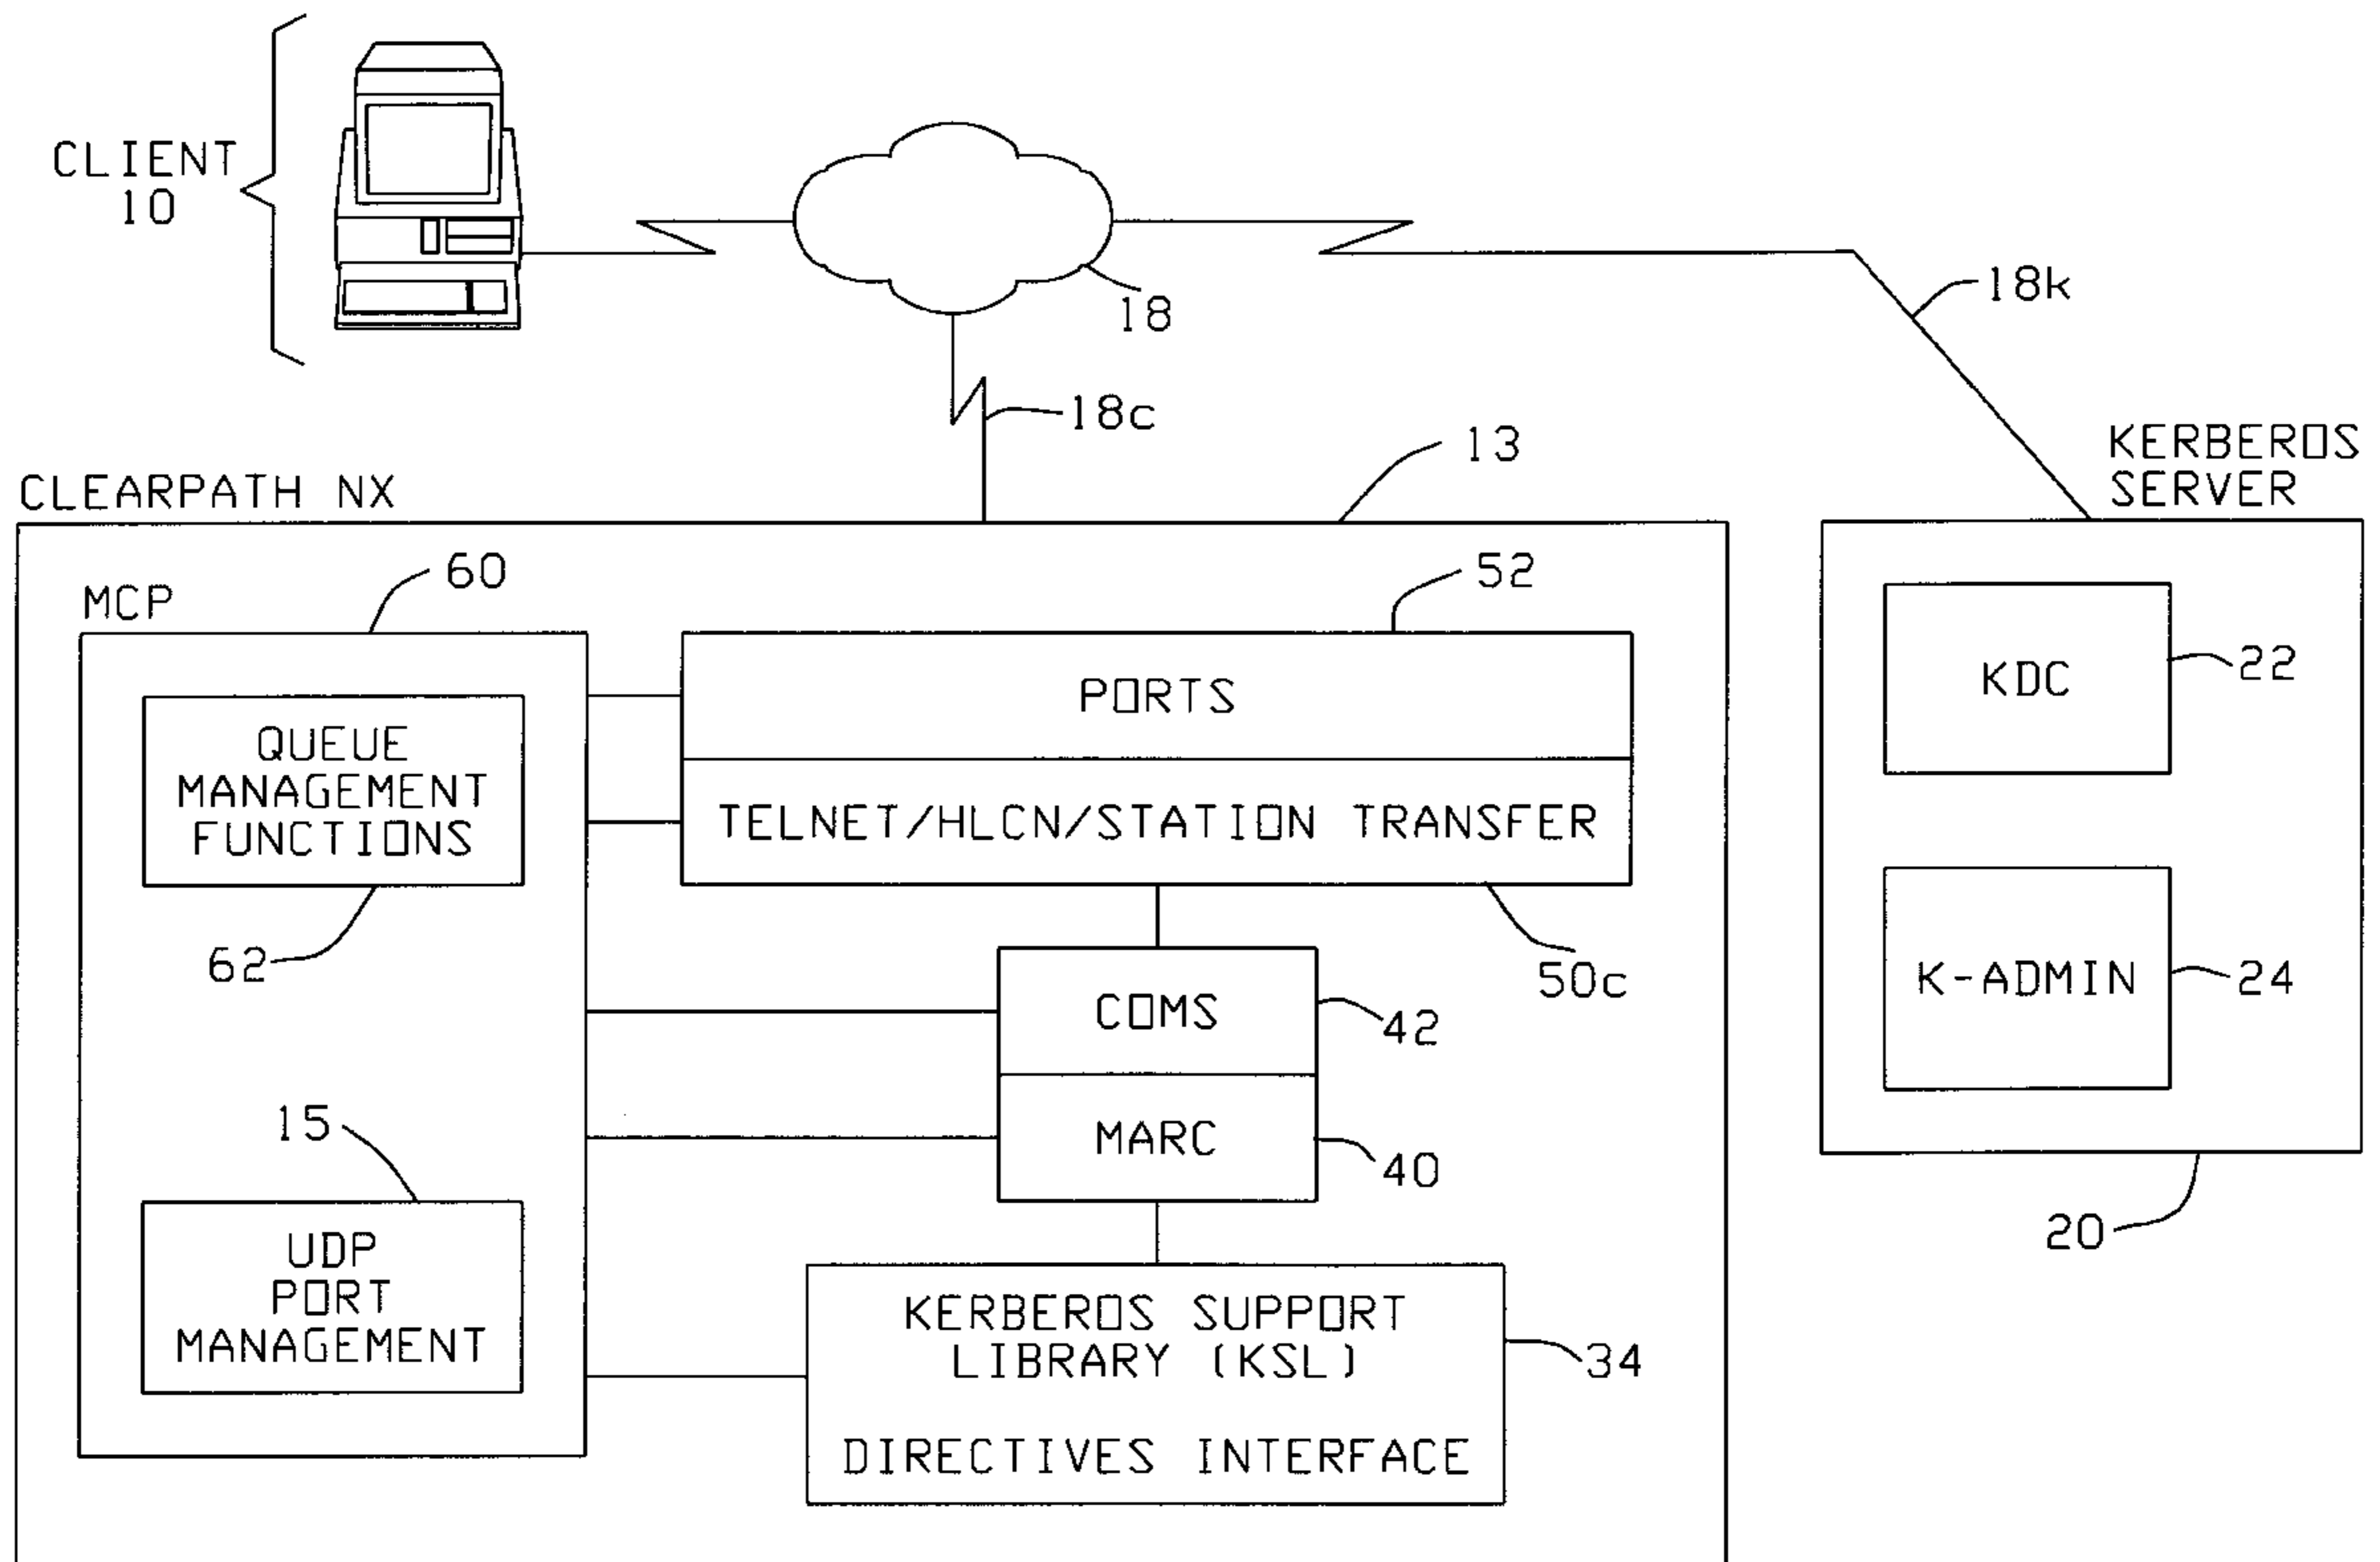 CLIENT
10
18
18k
18c
13
KERBEROS
SERVER
CLEARPATH NX
60
52
MCP
PORTS
22
KDC
QUEUE
MANAGEMENT
FUNCTIONS
TELNET/HLCN/STATION TRANSFER
62
50c
K-ADMIN
24
COMS
42
15
MARC
40
20
UDP
PORT
MANAGEMENT
KERBEROS SUPPORT
LIBRARY (KSL)
34
DIRECTIVES INTERFACE